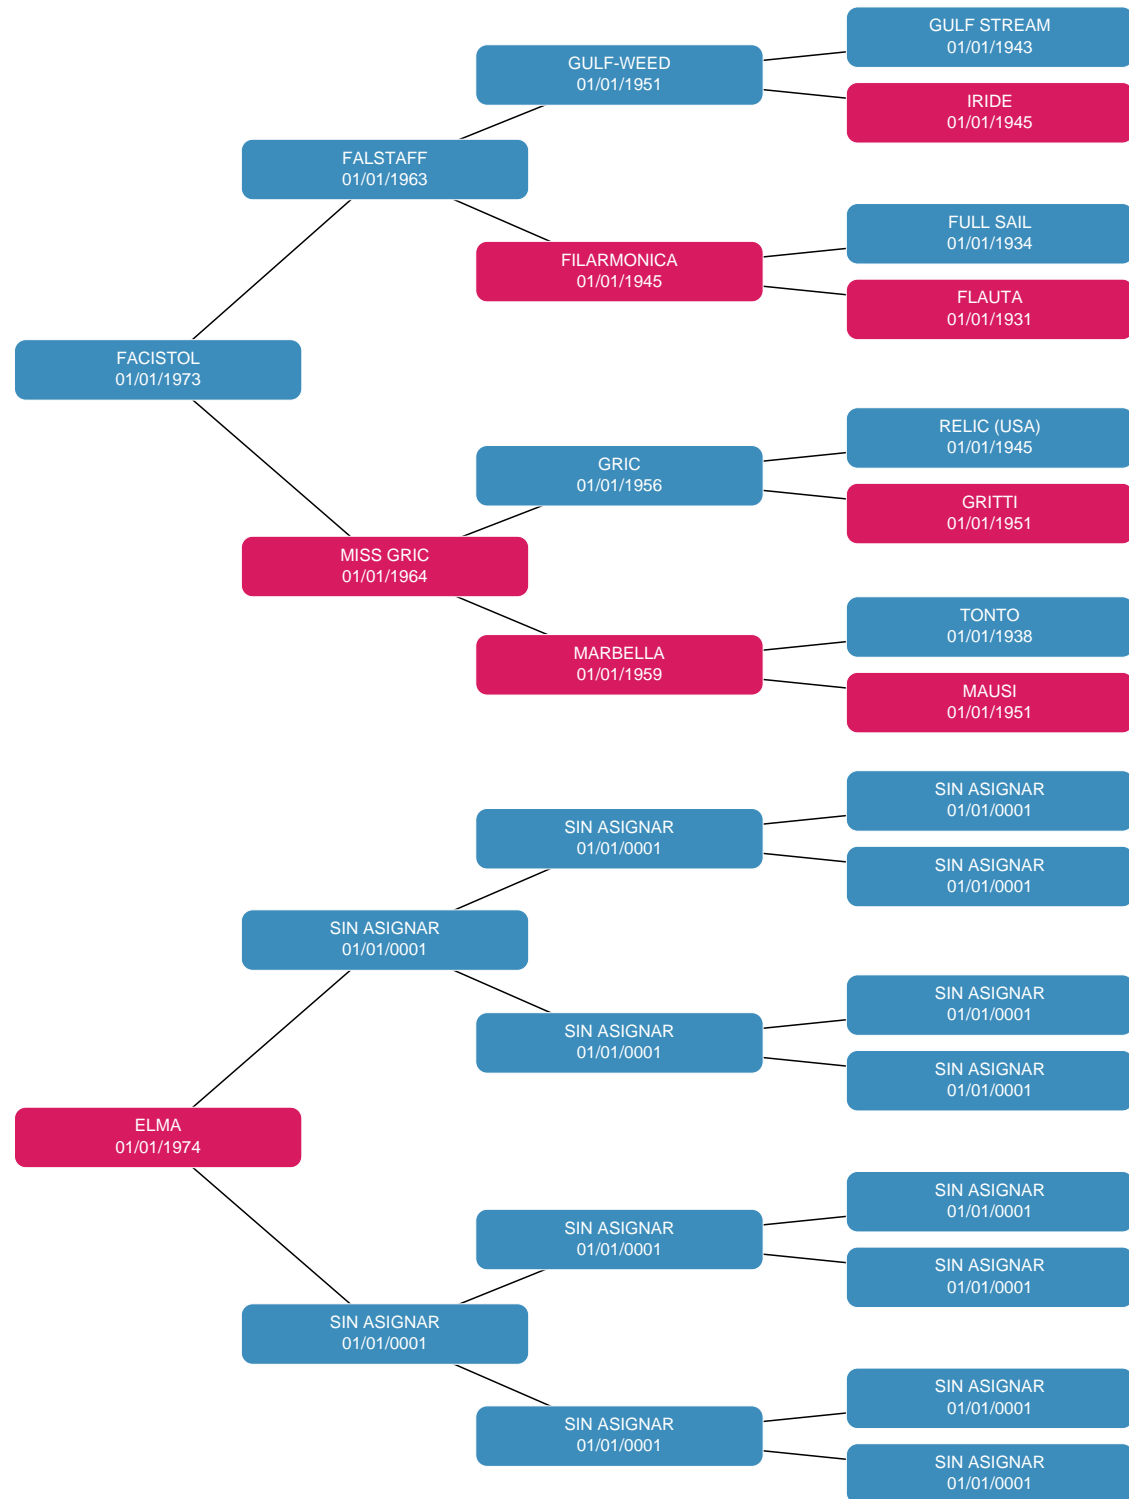 GULF STREAM
01/01/1943
GULF-WEED
01/01/1951
IRIDE
01/01/1945
FALSTAFF
01/01/1963
FULL SAIL
01/01/1934
FILARMONICA
01/01/1945
FLAUTA
01/01/1931
FACISTOL
01/01/1973
RELIC (USA)
01/01/1945
GRIC
01/01/1956
GRITTI
01/01/1951
MISS GRIC
01/01/1964
TONTO
01/01/1938
MARBELLA
01/01/1959
MAUSI
01/01/1951
SIN ASIGNAR
01/01/0001
SIN ASIGNAR
01/01/0001
SIN ASIGNAR
01/01/0001
SIN ASIGNAR
01/01/0001
SIN ASIGNAR
01/01/0001
SIN ASIGNAR
01/01/0001
SIN ASIGNAR
01/01/0001
ELMA
01/01/1974
SIN ASIGNAR
01/01/0001
SIN ASIGNAR
01/01/0001
SIN ASIGNAR
01/01/0001
SIN ASIGNAR
01/01/0001
SIN ASIGNAR
01/01/0001
SIN ASIGNAR
01/01/0001
SIN ASIGNAR
01/01/0001